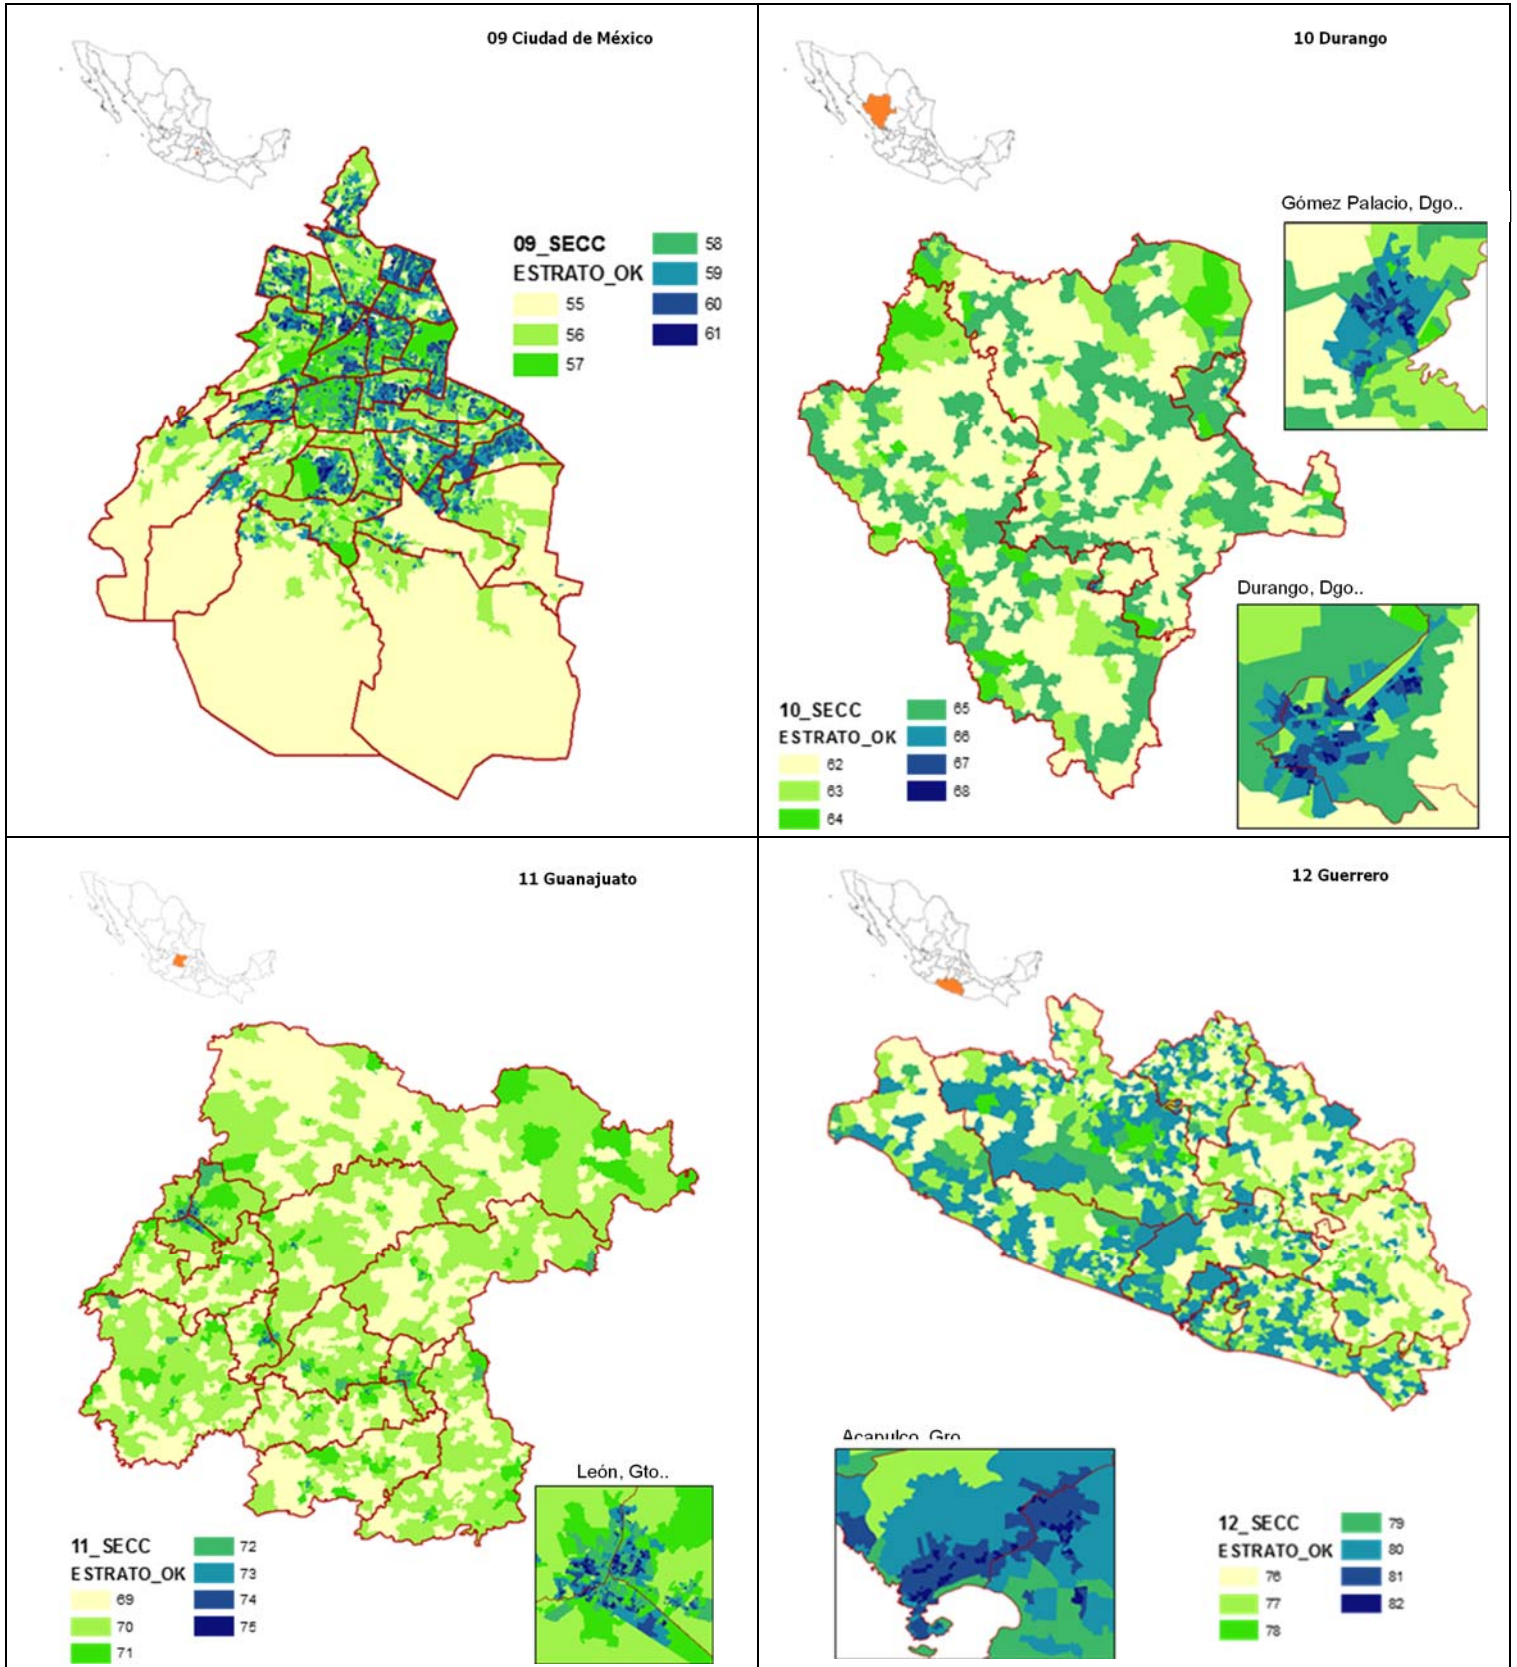 09 Ciudad de México
09_SECC
ESTRATO_OK
55
56
57
58
59
60
61
10 Durango
Gómez Palacio, Dgo..
Durango, Dgo..
10_SECC
ESTRATO_OK
62
63
64
65
66
67
68
11 Guanajuato
León, Gto..
11_SECC
ESTRATO_OK
69
70
71
72
73
74
75
12 Guerrero
Acapulco, Gro
12_SECC
ESTRATO_OK
76
77
78
79
80
81
82